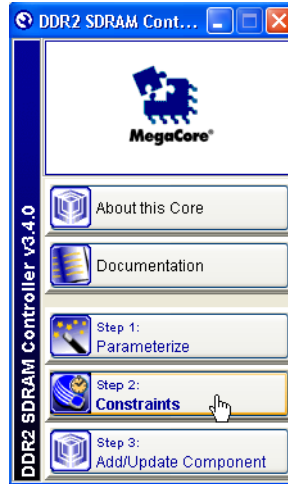 DDR2 SDRAM Cont...
MegaCore®
DDR2 SDRAM Controller v3.4.0
About this Core
Documentation
Step 1:
Parameterize
Step 2:
Constraints
Step 3:
Add/Update Component